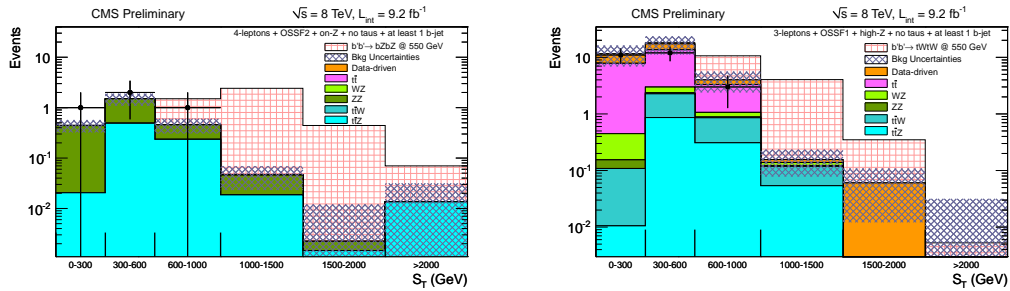 CMS Preliminary
√s = 8 TeV, L_int = 9.2 fb⁻¹
4-leptons + OSSF2 + on-Z + no taus + at least 1 b-jet
b'b'→ bZbZ @ 550 GeV
Bkg Uncertainties
Data-driven
tt̄
WZ
ZZ
tt̄W
tt̄Z
Events
10
1
10⁻¹
10⁻²
0-300 300-600 600-1000 1000-1500 1500-2000 >2000
S_T (GeV)
CMS Preliminary
√s = 8 TeV, L_int = 9.2 fb⁻¹
3-leptons + OSSF1 + high-Z + no taus + at least 1 b-jet
b'b'→ tWtW @ 550 GeV
Bkg Uncertainties
Data-driven
tt̄
WZ
ZZ
tt̄W
tt̄Z
Events
10
1
10⁻¹
10⁻²
0-300 300-600 600-1000 1000-1500 1500-2000 >2000
S_T (GeV)